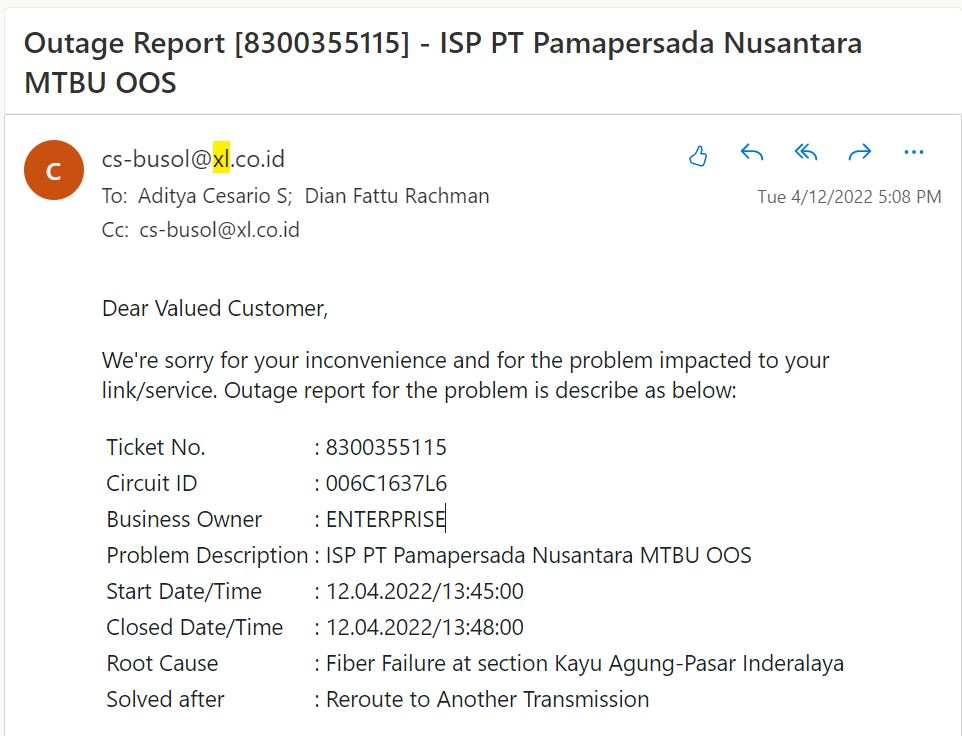 Outage Report [8300355115] - ISP PT Pamapersada Nusantara
MTBU OOS
C
cs-busol@xl.co.id
To: Aditya Cesario S; Dian Fattu Rachman
Tue 4/12/2022 5:08 PM
Cc: cs-busol@xl.co.id
Dear Valued Customer,
We're sorry for your inconvenience and for the problem impacted to your
link/service. Outage report for the problem is describe as below:
Ticket No. : 8300355115
Circuit ID : 006C1637L6
Business Owner : ENTERPRISE
Problem Description : ISP PT Pamapersada Nusantara MTBU OOS
Start Date/Time : 12.04.2022/13:45:00
Closed Date/Time : 12.04.2022/13:48:00
Root Cause : Fiber Failure at section Kayu Agung-Pasar Inderalaya
Solved after : Reroute to Another Transmission